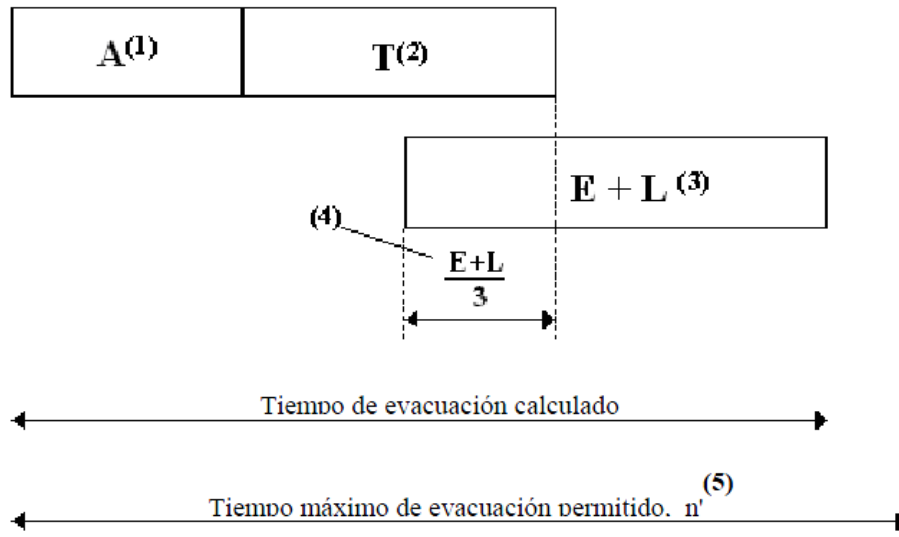 A(1)
T(2)
E + L (3)
(4)
E+L
3
Tiempo de evacuación calculado
(5)
Tiempo máximo de evacuación permitido, n'